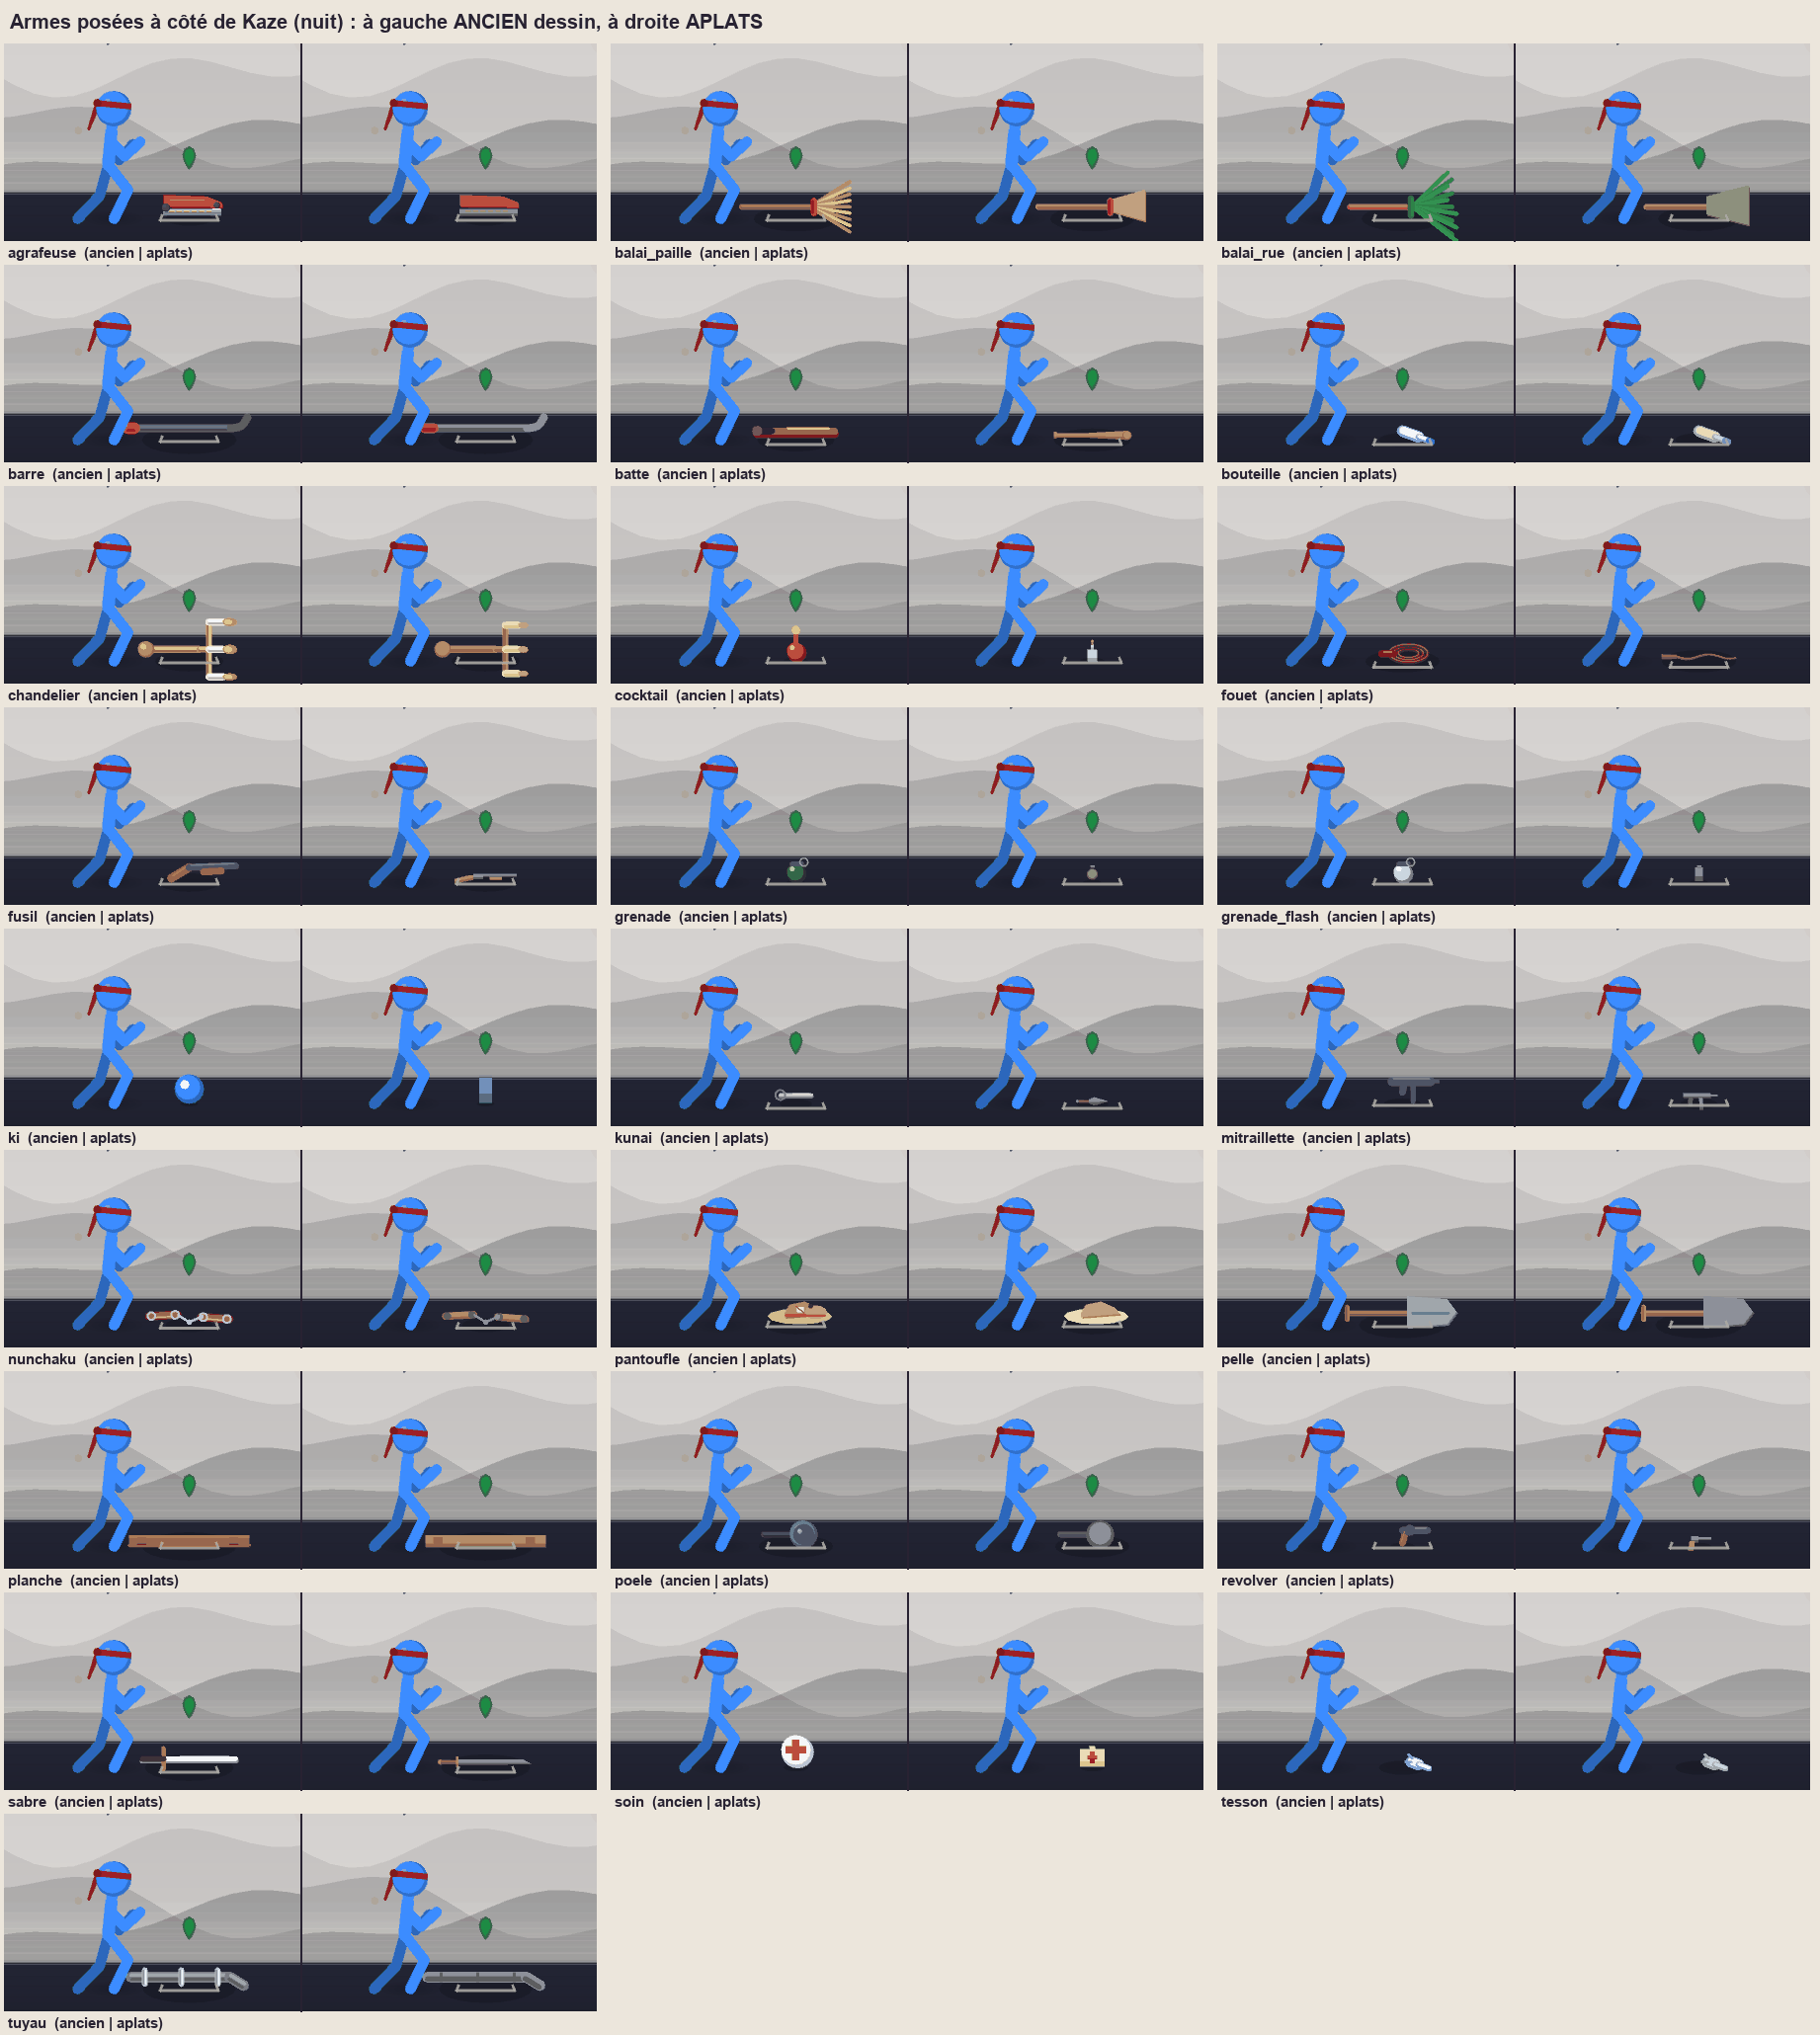 Armes posées à côté de Kaze (nuit) : à gauche ANCIEN dessin, à droite APLATS
agrafeuse (ancien | aplats)
balai_paille (ancien | aplats)
balai_rue (ancien | aplats)
barre (ancien | aplats)
batte (ancien | aplats)
bouteille (ancien | aplats)
chandelier (ancien | aplats)
cocktail (ancien | aplats)
fouet (ancien | aplats)
fusil (ancien | aplats)
grenade (ancien | aplats)
grenade_flash (ancien | aplats)
ki (ancien | aplats)
kunai (ancien | aplats)
mitraillette (ancien | aplats)
nunchaku (ancien | aplats)
pantoufle (ancien | aplats)
pelle (ancien | aplats)
planche (ancien | aplats)
poele (ancien | aplats)
revolver (ancien | aplats)
sabre (ancien | aplats)
soin (ancien | aplats)
tesson (ancien | aplats)
tuyau (ancien | aplats)